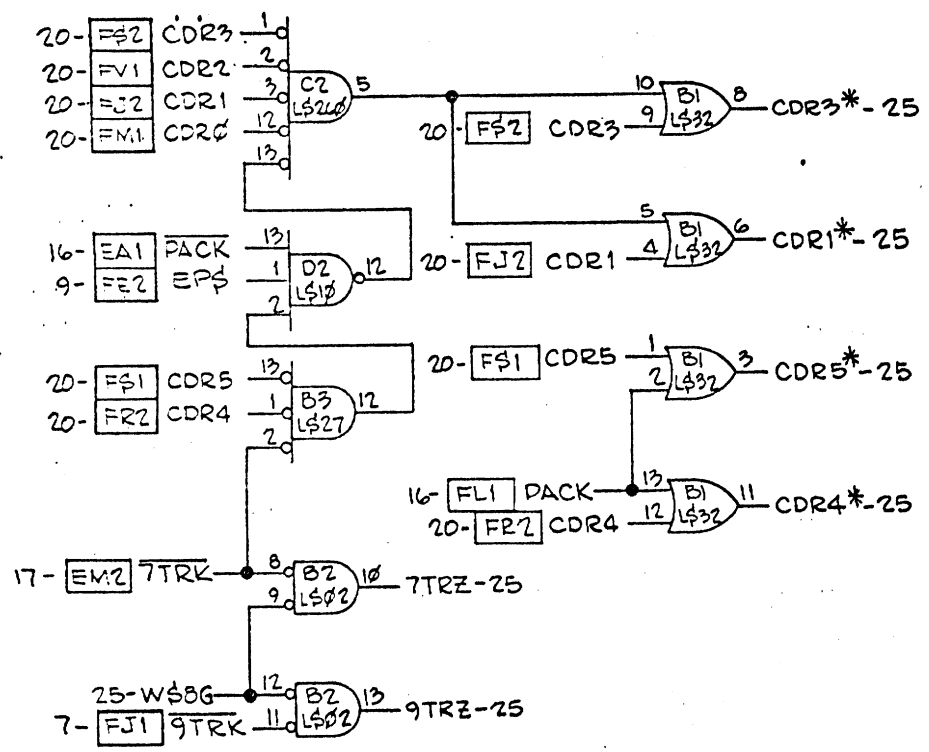 20- FS2 CDR3 1
20- FV1 CDR2 2
20- FJ2 CDR1 3
20- FM1 CDRØ 12
13
C2
LS26Ø
5
16- EA1 PACK 13
9- FE2 EPS 1
2
D2
LS1Ø
12
20- FS1 CDR5 13
20- FR2 CDR4 1
2
B3
LS27
12
17- EM2 7TRK 8
9
B2
LSØ2
1Ø
7TRZ-25
25-WS8G 12
7- FJ1 9TRK 11
B2
LSØ2
13
9TRZ-25
10
20- FS2 CDR3 9
B1
LS32
8
CDR3*-25
5
20- FJ2 CDR1 4
B1
LS32
6
CDR1*-25
20- FS1 CDR5 1
2
B1
LS32
3
CDR5*-25
16- FL1 PACK 13
20- FR2 CDR4 12
B1
LS32
11
CDR4*-25